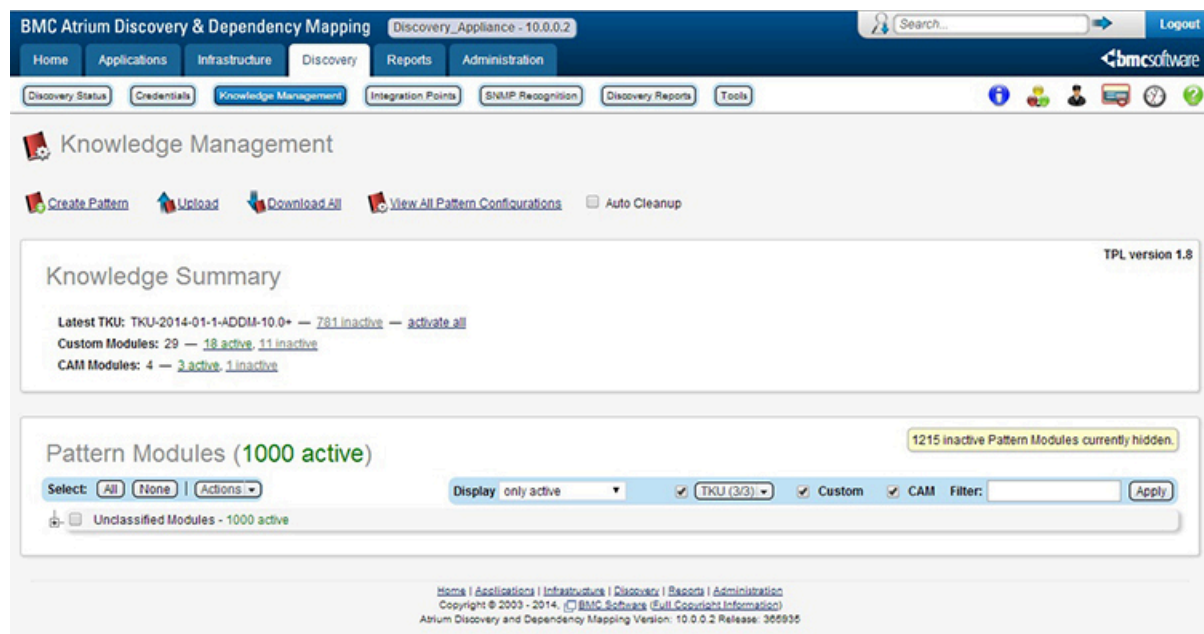 BMC Atrium Discovery & Dependency Mapping Discovery_Appliance - 10.0.0.2 Search... Logout
Home Applications Infrastructure Discovery Reports Administration bmcsoftware
Discovery Status Credentials Knowledge Management Integration Points SNMP Recognition Discovery Reports Tools
Knowledge Management
Create Pattern Upload Download All View All Pattern Configurations Auto Cleanup
TPL version 1.8
Knowledge Summary
Latest TKU: TKU-2014-01-1-ADDM-10.0+ — 781 inactive — activate all
Custom Modules: 29 — 18 active, 11 inactive
CAM Modules: 4 — 3 active, 1 inactive
1215 inactive Pattern Modules currently hidden.
Pattern Modules (1000 active)
Select: All None | Actions Display only active TKU (3/3) Custom CAM Filter: Apply
Unclassified Modules - 1000 active
Home | Applications | Infrastructure | Discovery | Reports | Administration
Copyright © 2003 - 2014, BMC Software (Full Copyright Information)
Atrium Discovery and Dependency Mapping Version: 10.0.0.2 Release: 366935